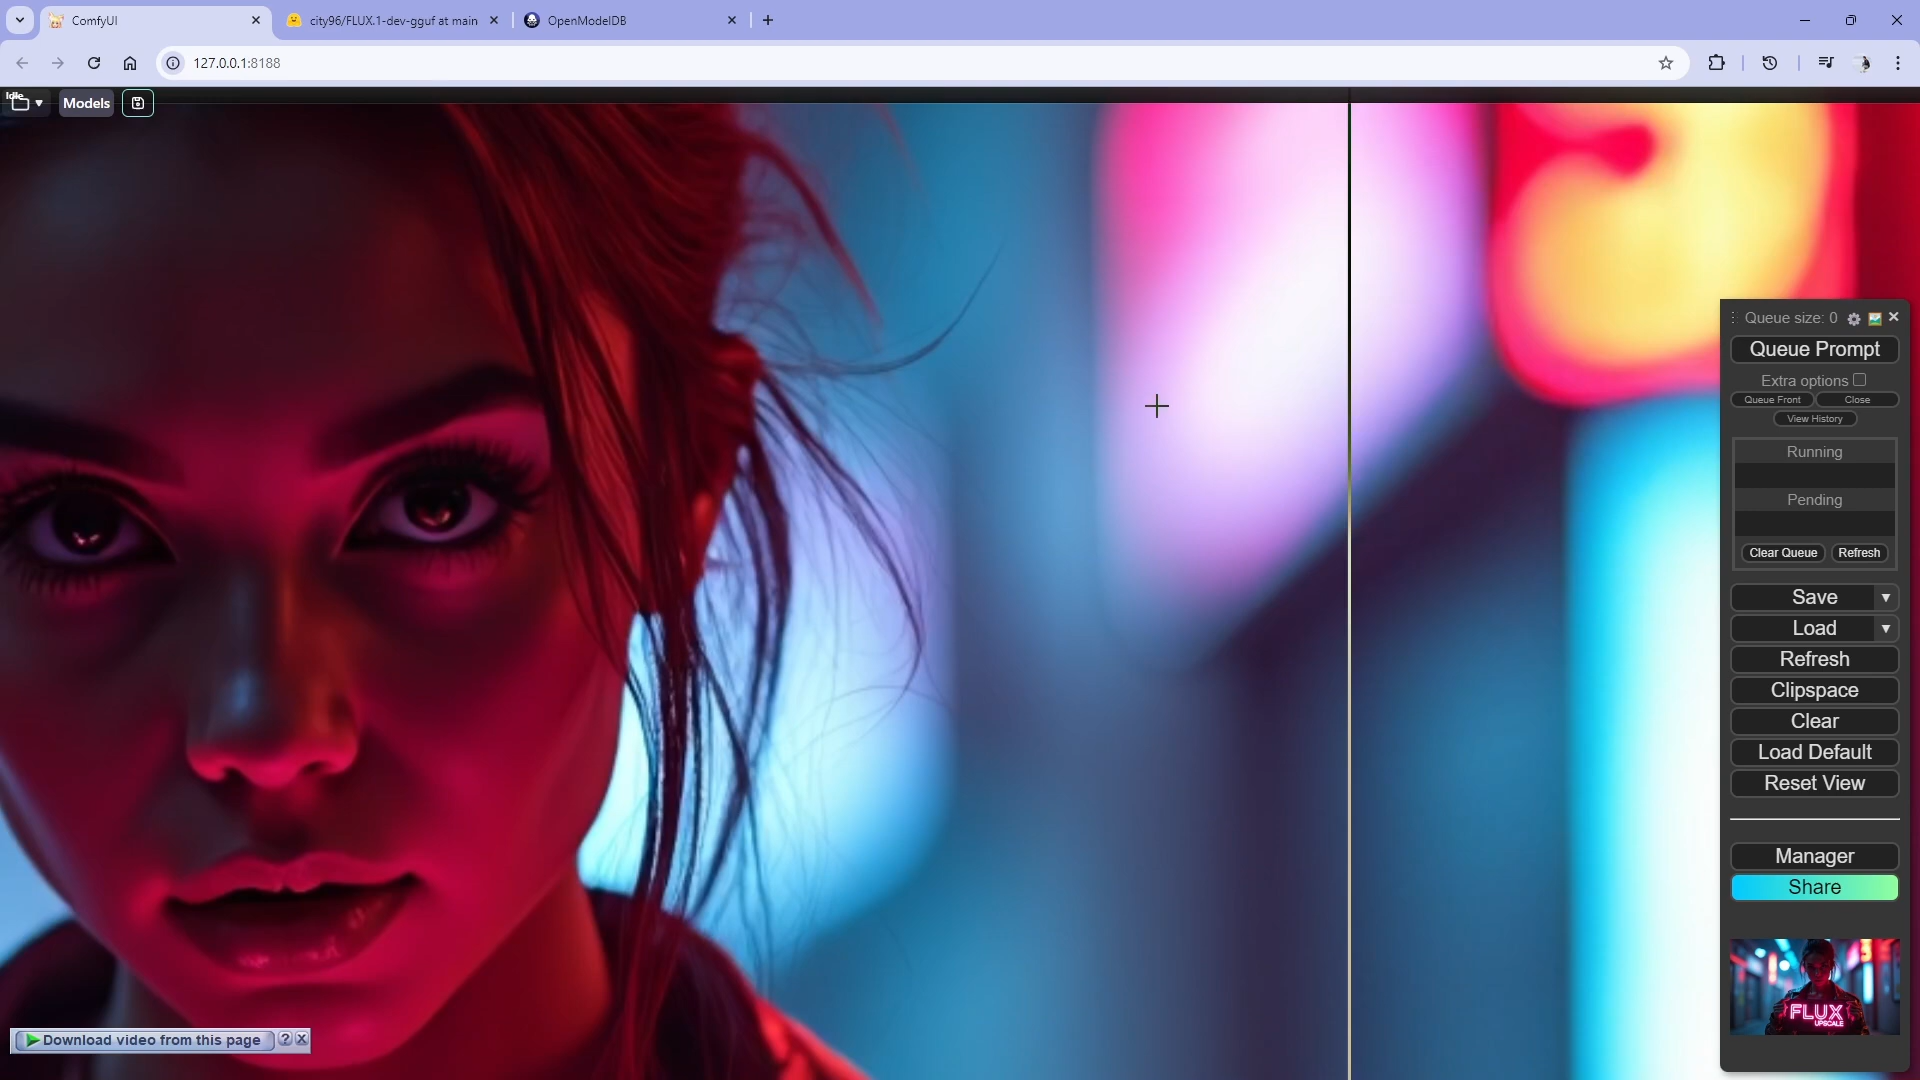 ComfyUI
city96/FLUX.1-dev-gguf at main
OpenModelDB
127.0.0.1:8188
Idle
Models
Queue size: 0
Queue Prompt
Extra options
Queue Front
Close
View History
Running
Pending
Clear Queue
Refresh
Save
Load
Refresh
Clipspace
Clear
Load Default
Reset View
Manager
Share
FLUX
UPSCALE
Download video from this page
?